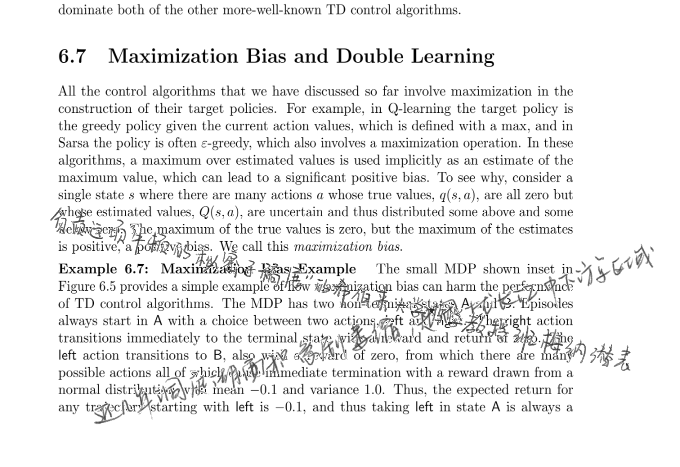 dominate both of the other more-well-known TD control algorithms.
6.7 Maximization Bias and Double Learning
All the control algorithms that we have discussed so far involve maximization in the
construction of their target policies. For example, in Q-learning the target policy is
the greedy policy given the current action values, which is defined with a max, and in
Sarsa the policy is often ε-greedy, which also involves a maximization operation. In these
algorithms, a maximum over estimated values is used implicitly as an estimate of the
maximum value, which can lead to a significant positive bias. To see why, consider a
single state s where there are many actions a whose true values, q(s, a), are all zero but
whose estimated values, Q(s, a), are uncertain and thus distributed some above and some
below zero. The maximum of the true values is zero, but the maximum of the estimates
is positive, a positive bias. We call this maximization bias.
Example 6.7: Maximization Bias Example The small MDP shown inset in
Figure 6.5 provides a simple example of how maximization bias can harm the performance
of TD control algorithms. The MDP has two non-terminal states A and B. Episodes
always start in A with a choice between two actions, left and right. The right action
transitions immediately to the terminal state with a reward and return of zero. The
left action transitions to B, also with a reward of zero, from which there are many
possible actions all of which immediate termination with a reward drawn from a
normal distribution with mean −0.1 and variance 1.0. Thus, the expected return for
any trajectory starting with left is −0.1, and thus taking left in state A is always a